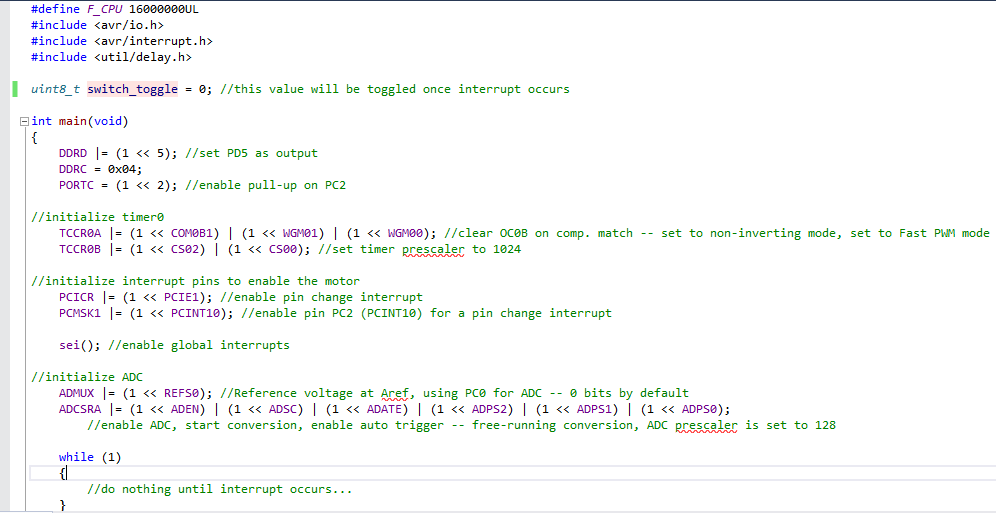 #define F_CPU 16000000UL
#include <avr/io.h>
#include <avr/interrupt.h>
#include <util/delay.h>
uint8_t switch_toggle = 0; //this value will be toggled once interrupt occurs
int main(void)
{
DDRD |= (1 << 5); //set PD5 as output
DDRC = 0x04;
PORTC = (1 << 2); //enable pull-up on PC2
//initialize timer0
TCCR0A |= (1 << COM0B1) | (1 << WGM01) | (1 << WGM00); //clear OC0B on comp. match -- set to non-inverting mode, set to Fast PWM mode
TCCR0B |= (1 << CS02) | (1 << CS00); //set timer prescaler to 1024
//initialize interrupt pins to enable the motor
PCICR |= (1 << PCIE1); //enable pin change interrupt
PCMSK1 |= (1 << PCINT10); //enable pin PC2 (PCINT10) for a pin change interrupt
sei(); //enable global interrupts
//initialize ADC
ADMUX |= (1 << REFS0); //Reference voltage at Aref, using PC0 for ADC -- 0 bits by default
ADCSRA |= (1 << ADEN) | (1 << ADSC) | (1 << ADATE) | (1 << ADPS2) | (1 << ADPS1) | (1 << ADPS0);
//enable ADC, start conversion, enable auto trigger -- free-running conversion, ADC prescaler is set to 128
while (1)
{
//do nothing until interrupt occurs...
}